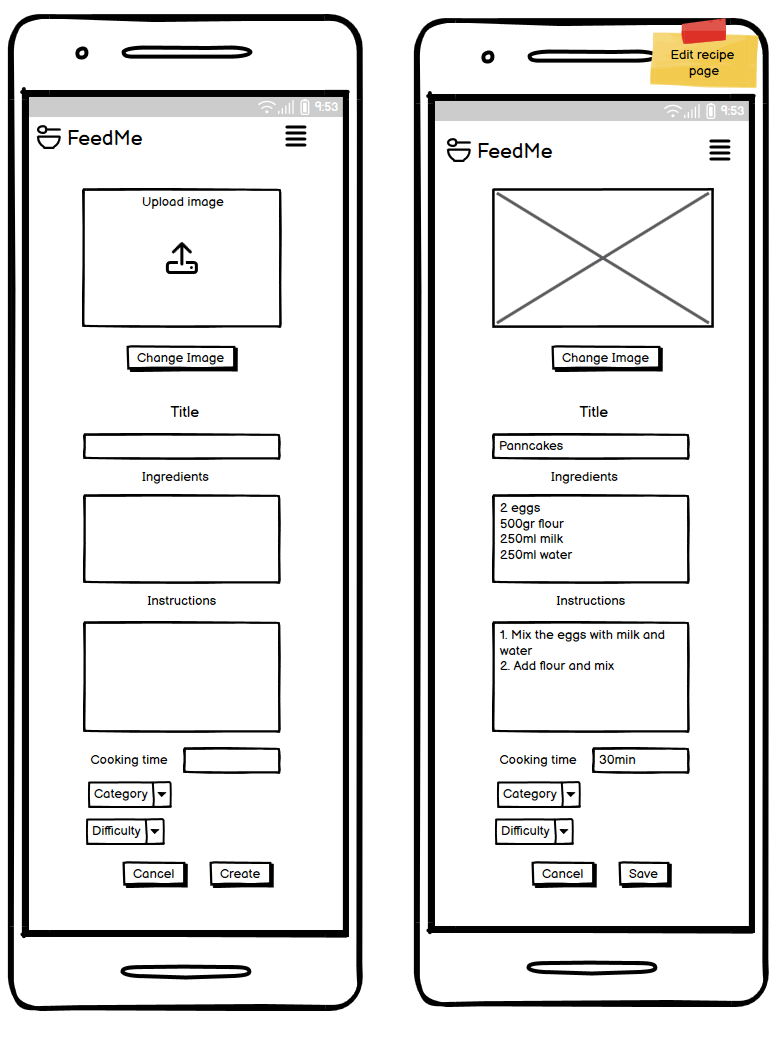 9:53
FeedMe
Upload image
Change Image
Title
Ingredients
Instructions
Cooking time
Category
Difficulty
Cancel
Create
Edit recipe
page
9:53
FeedMe
Change Image
Title
Panncakes
Ingredients
2 eggs
500gr flour
250ml milk
250ml water
Instructions
1. Mix the eggs with milk and
water
2. Add flour and mix
Cooking time
30min
Category
Difficulty
Cancel
Save